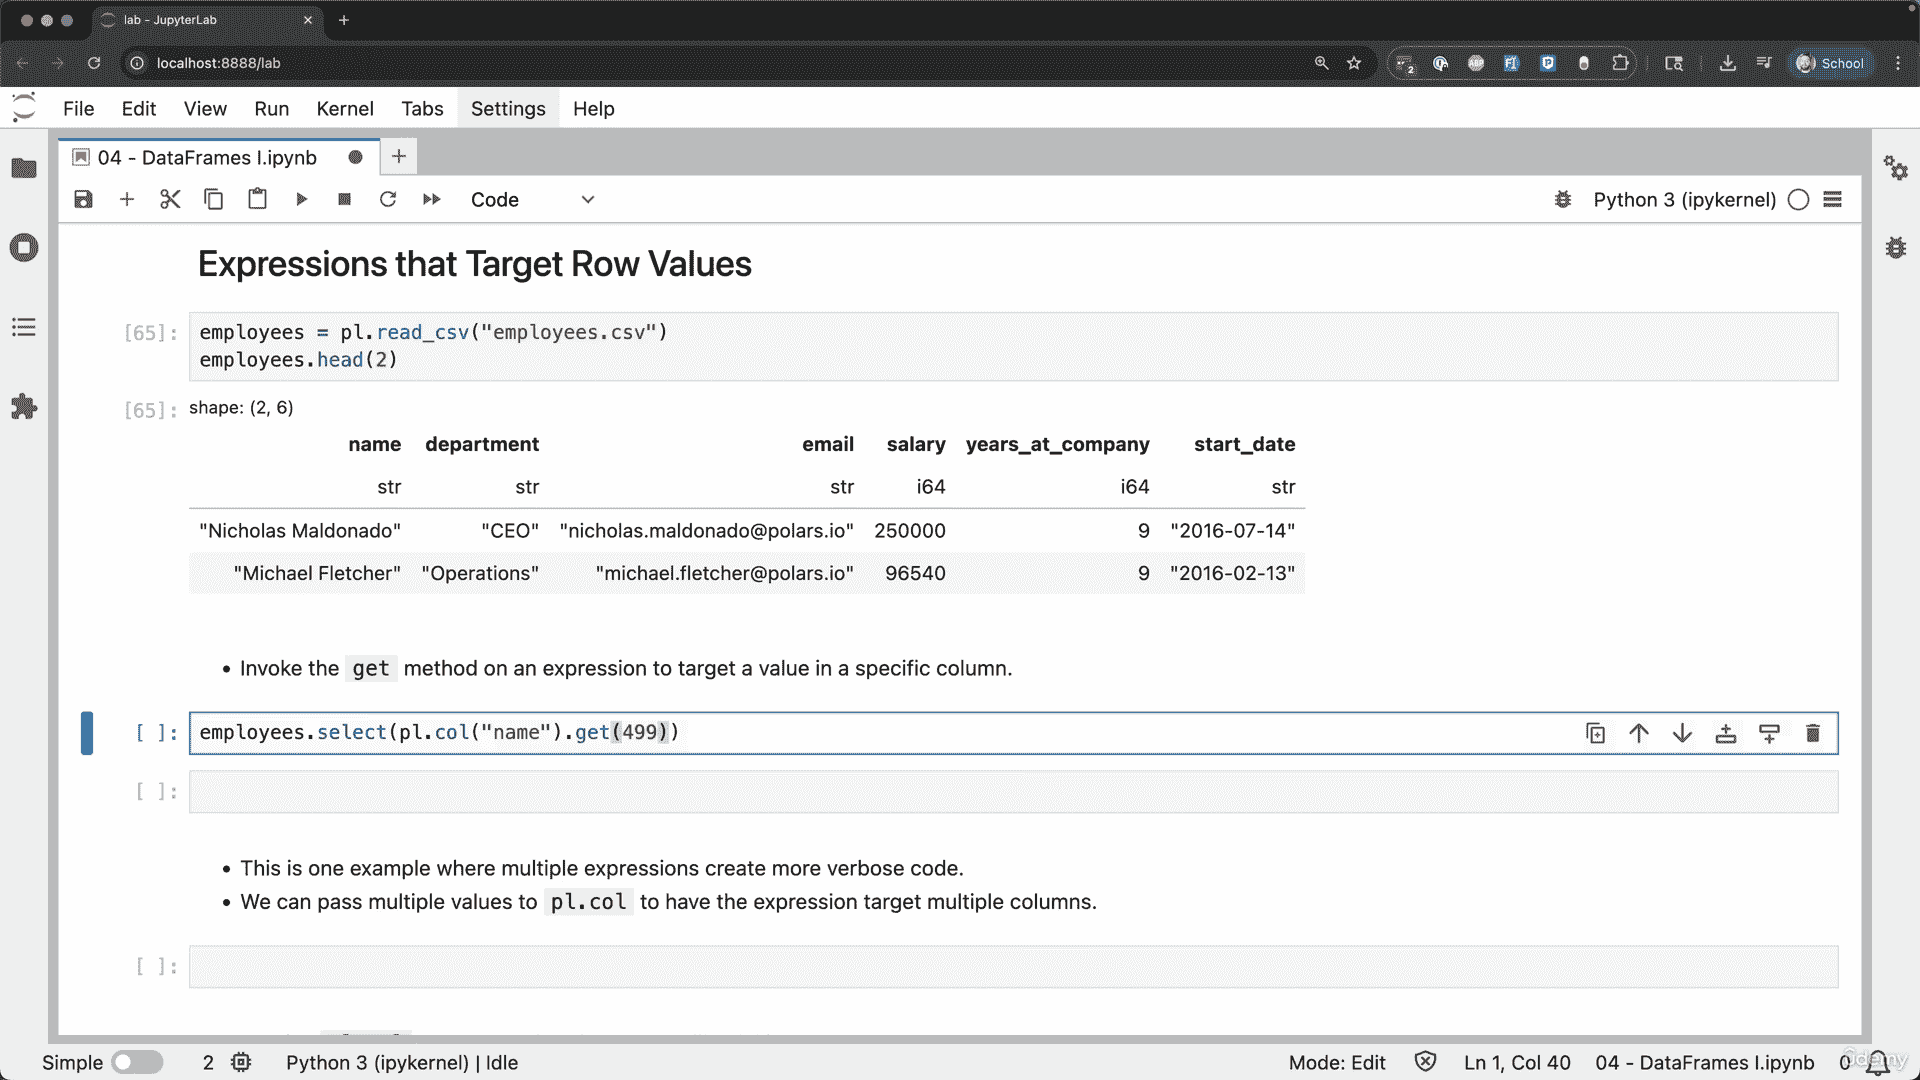 lab - JupyterLab
localhost:8888/lab
2
ABP
School
File Edit View Run Kernel Tabs Settings Help
04 - DataFrames I.ipynb
Code
Python 3 (ipykernel)
Expressions that Target Row Values
[65]: employees = pl.read_csv("employees.csv")
employees.head(2)
[65]: shape: (2, 6)
name department email salary years_at_company start_date
str str str i64 i64 str
"Nicholas Maldonado" "CEO" "nicholas.maldonado@polars.io" 250000 9 "2016-07-14"
"Michael Fletcher" "Operations" "michael.fletcher@polars.io" 96540 9 "2016-02-13"
• Invoke the get method on an expression to target a value in a specific column.
[ ]: employees.select(pl.col("name").get(499))
[ ]:
• This is one example where multiple expressions create more verbose code.
• We can pass multiple values to pl.col to have the expression target multiple columns.
[ ]:
Simple 2 Python 3 (ipykernel) | Idle Mode: Edit Ln 1, Col 40 04 - DataFrames I.ipynb 0
Udemy